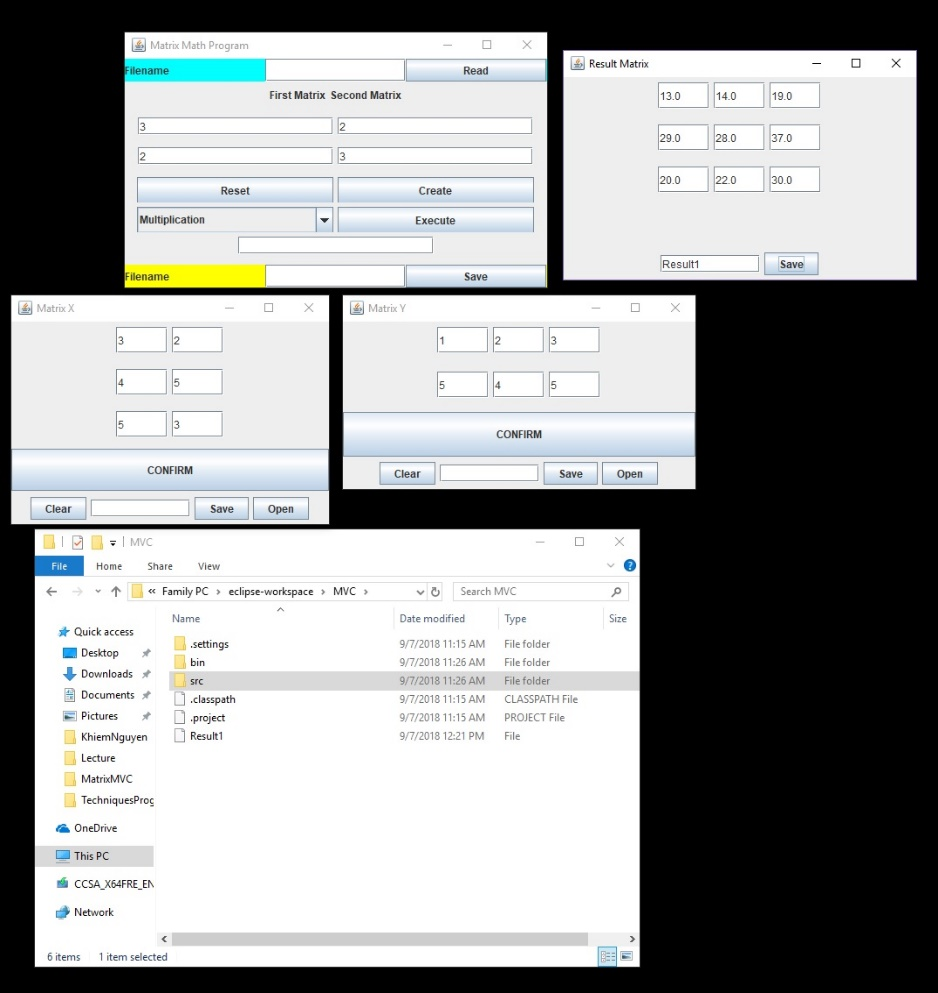 Matrix Math Program
Filename Read
First Matrix Second Matrix
3 2
2 3
Reset Create
Multiplication Execute
Filename Save
Result Matrix
13.0 14.0 19.0
29.0 28.0 37.0
20.0 22.0 30.0
Result1 Save
Matrix X
3 2
4 5
5 3
CONFIRM
Clear Save Open
Matrix Y
1 2 3
5 4 5
CONFIRM
Clear Save Open
MVC
File Home Share View
« Family PC › eclipse-workspace › MVC › Search MVC
Name Date modified Type Size
Quick access
Desktop
Downloads
Documents
Pictures
KhiemNguyen
Lecture
MatrixMVC
TechniquesProg
OneDrive
This PC
CCSA_X64FRE_EN
Network
.settings 9/7/2018 11:15 AM File folder
bin 9/7/2018 11:26 AM File folder
src 9/7/2018 11:26 AM File folder
.classpath 9/7/2018 11:15 AM CLASSPATH File
.project 9/7/2018 11:15 AM PROJECT File
Result1 9/7/2018 12:21 PM File
6 items 1 item selected